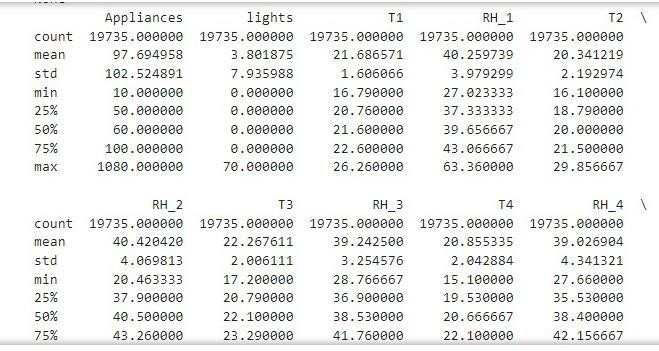 Appliances lights T1 RH_1 T2 \
count 19735.000000 19735.000000 19735.000000 19735.000000 19735.000000
mean 97.694958 3.801875 21.686571 40.259739 20.341219
std 102.524891 7.935988 1.606066 3.979299 2.192974
min 10.000000 0.000000 16.790000 27.023333 16.100000
25% 50.000000 0.000000 20.760000 37.333333 18.790000
50% 60.000000 0.000000 21.600000 39.656667 20.000000
75% 100.000000 0.000000 22.600000 43.066667 21.500000
max 1080.000000 70.000000 26.260000 63.360000 29.856667
RH_2 T3 RH_3 T4 RH_4 \
count 19735.000000 19735.000000 19735.000000 19735.000000 19735.000000
mean 40.420420 22.267611 39.242500 20.855335 39.026904
std 4.069813 2.006111 3.254576 2.042884 4.341321
min 20.463333 17.200000 28.766667 15.100000 27.660000
25% 37.900000 20.790000 36.900000 19.530000 35.530000
50% 40.500000 22.100000 38.530000 20.666667 38.400000
75% 43.260000 23.290000 41.760000 22.100000 42.156667